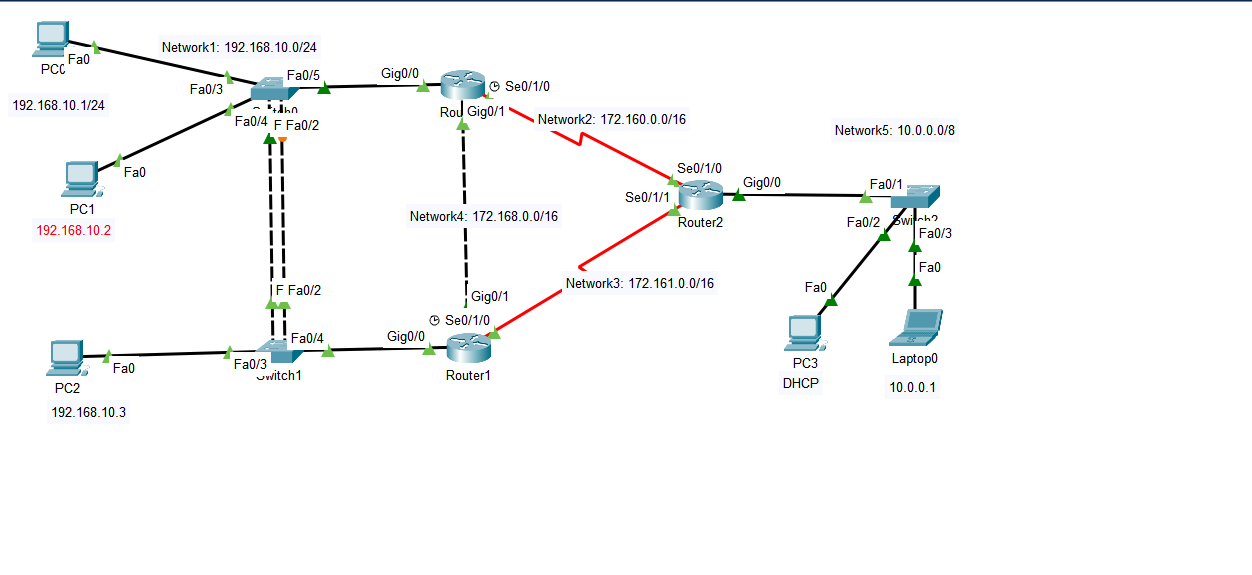 PC0
Fa0
192.168.10.1/24
Network1: 192.168.10.0/24
Fa0/3
Fa0/5
Fa0/4
F Fa0/2
Gig0/0
Se0/1/0
Rou
Gig0/1
Network2: 172.160.0.0/16
Network5: 10.0.0.0/8
Fa0
PC1
192.168.10.2
Se0/1/0
Gig0/0
Se0/1/1
Router2
Fa0/1
Fa0/2
Fa0/3
Network4: 172.168.0.0/16
Fa0
Fa0
Network3: 172.161.0.0/16
F Fa0/2
Gig0/1
Se0/1/0
Fa0/4
Gig0/0
Router1
Fa0/3
Switch1
Fa0
PC2
192.168.10.3
PC3
DHCP
Laptop0
10.0.0.1